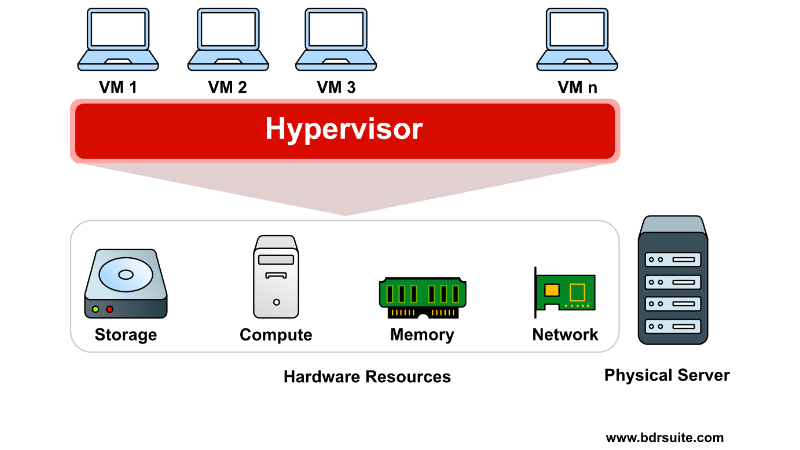 VM 1
VM 2
VM 3
VM n
Hypervisor
Storage
Compute
Memory
Network
Hardware Resources
Physical Server
www.bdrsuite.com